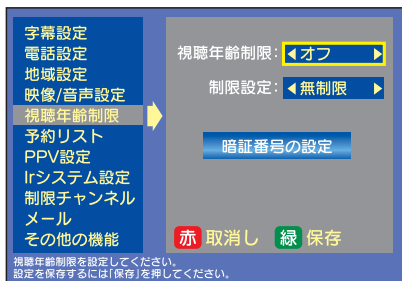 字幕設定
電話設定
地域設定
映像/音声設定
視聴年齢制限
予約リスト
PPV設定
Irシステム設定
制限チャンネル
メール
その他の機能
視聴年齢制限: オフ
制限設定: 無制限
暗証番号の設定
赤 取消し 緑 保存
視聴年齢制限を設定してください。
設定を保存するには「保存」を押してください。